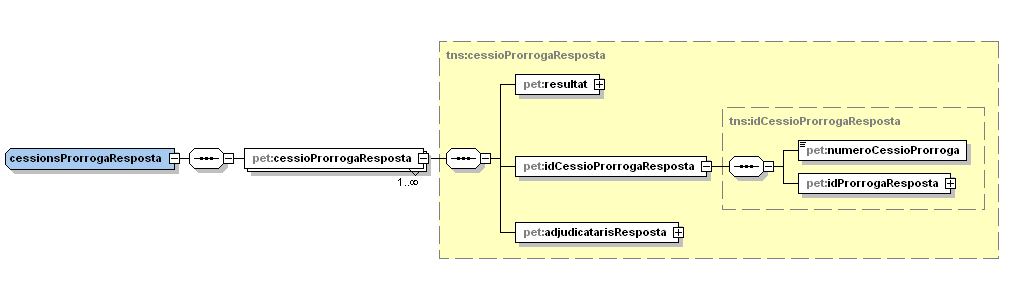 tns:cessioProrrogaResposta
pet:resultat
tns:idCessioProrrogaResposta
pet:numeroCessioProrroga
cessionsProrrogaResposta
pet:cessioProrrogaResposta
1..∞
pet:idCessioProrrogaResposta
pet:idProrrogaResposta
pet:adjudicatarisResposta